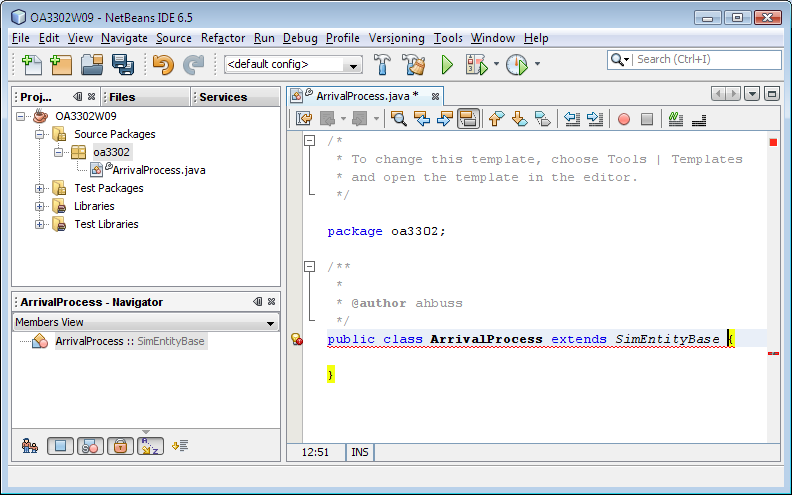 OA3302W09 - NetBeans IDE 6.5
File Edit View Navigate Source Refactor Run Debug Profile Versioning Tools Window Help
<default config>
Search (Ctrl+I)
Proj... Files Services
OA3302W09
Source Packages
oa3302
ArrivalProcess.java
Test Packages
Libraries
Test Libraries
ArrivalProcess - Navigator
Members View
ArrivalProcess :: SimEntityBase
ArrivalProcess.java *
/*
* To change this template, choose Tools | Templates
* and open the template in the editor.
*/
package oa3302;
/**
*
* @author ahbuss
*/
public class ArrivalProcess extends SimEntityBase {
}
12:51 INS